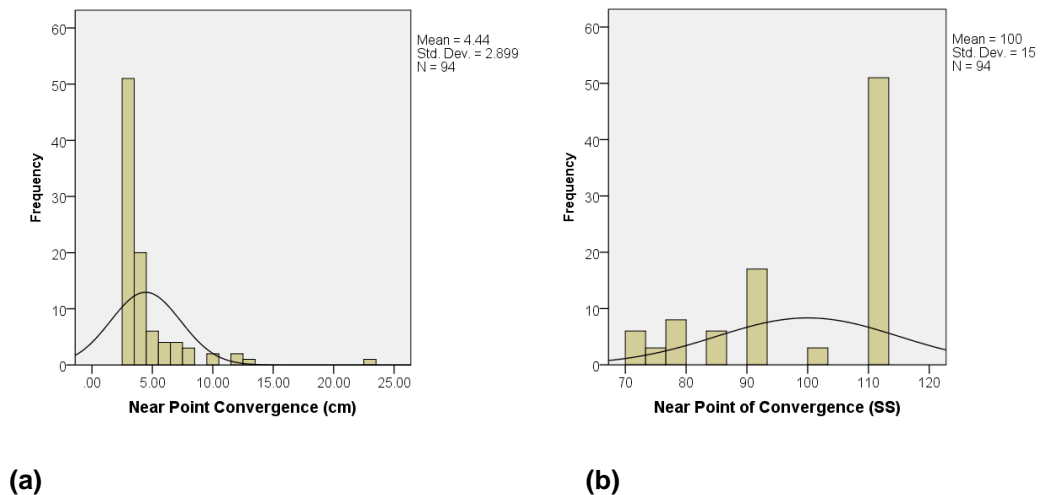 60
50
40
30
20
10
0
Frequency
.00 5.00 10.00 15.00 20.00 25.00
Near Point Convergence (cm)
Mean = 4.44
Std. Dev. = 2.899
N = 94
(a)
60
50
40
30
20
10
0
Frequency
70 80 90 100 110 120
Near Point of Convergence (SS)
Mean = 100
Std. Dev. = 15
N = 94
(b)